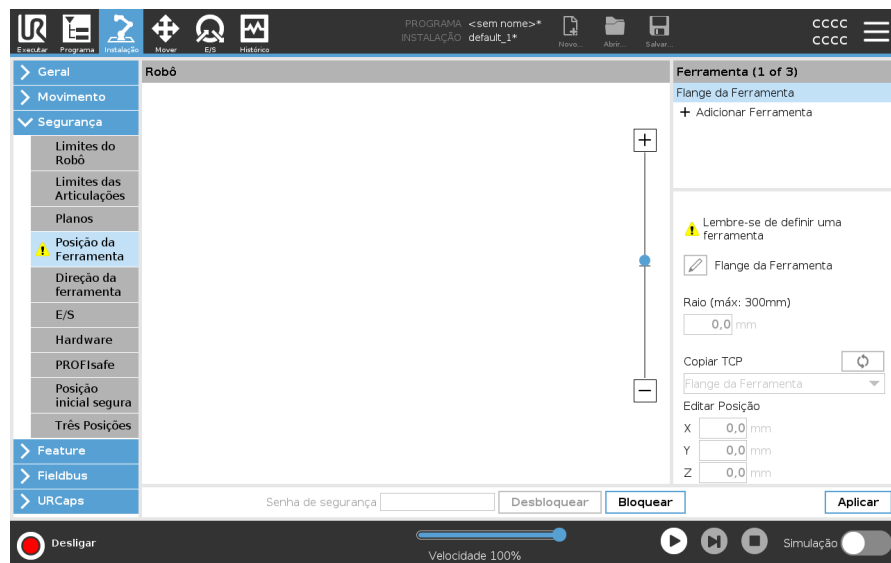 PROGRAMA <sem nome>*
INSTALAÇÃO default_1*
Executar Programa Instalação Mover E/S Histórico
Novo... Abrir... Salvar...
cccc
cccc
Geral
Movimento
Segurança
Limites do
Robô
Limites das
Articulações
Planos
Posição da
Ferramenta
Direção da
ferramenta
E/S
Hardware
PROFIsafe
Posição
inicial segura
Três Posições
Feature
Fieldbus
URCaps
Robô
Ferramenta (1 of 3)
Flange da Ferramenta
+ Adicionar Ferramenta
Lembre-se de definir uma
ferramenta
Flange da Ferramenta
Raio (máx: 300mm)
0,0 mm
Copiar TCP
Flange da Ferramenta
Editar Posição
X 0,0 mm
Y 0,0 mm
Z 0,0 mm
Senha de segurança Desbloquear Bloquear Aplicar
Desligar
Velocidade 100%
Simulação